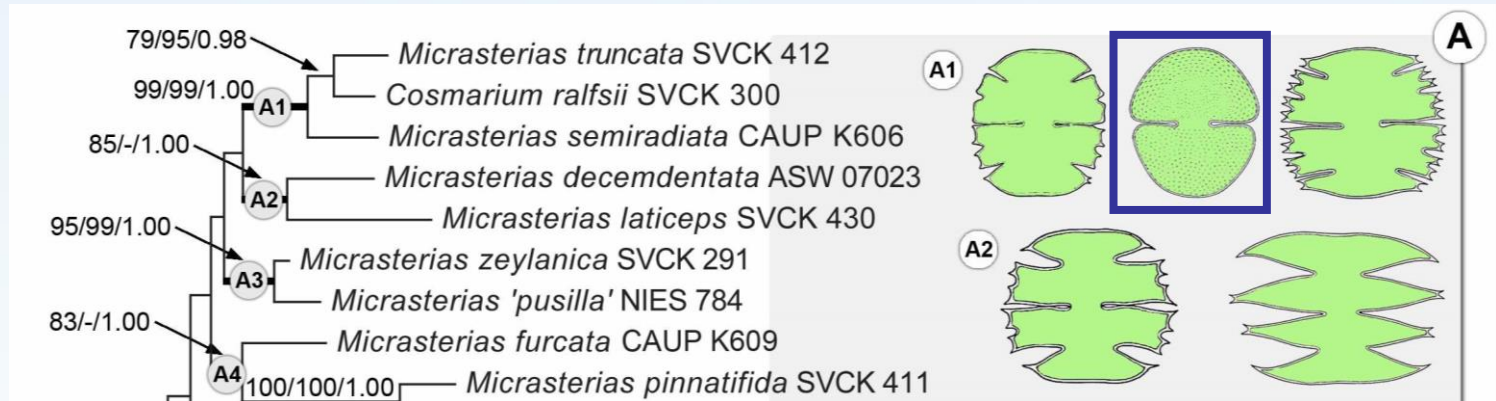 A
79/95/0.98
Micrasterias truncata SVCK 412
A1
99/99/1.00
A1
Cosmarium ralfsii SVCK 300
85/-/1.00
Micrasterias semiradiata CAUP K606
Micrasterias decemdentata ASW 07023
A2
Micrasterias laticeps SVCK 430
95/99/1.00
A2
Micrasterias zeylanica SVCK 291
A3
Micrasterias 'pusilla' NIES 784
83/-/1.00
Micrasterias furcata CAUP K609
A4
100/100/1.00
Micrasterias pinnatifida SVCK 411